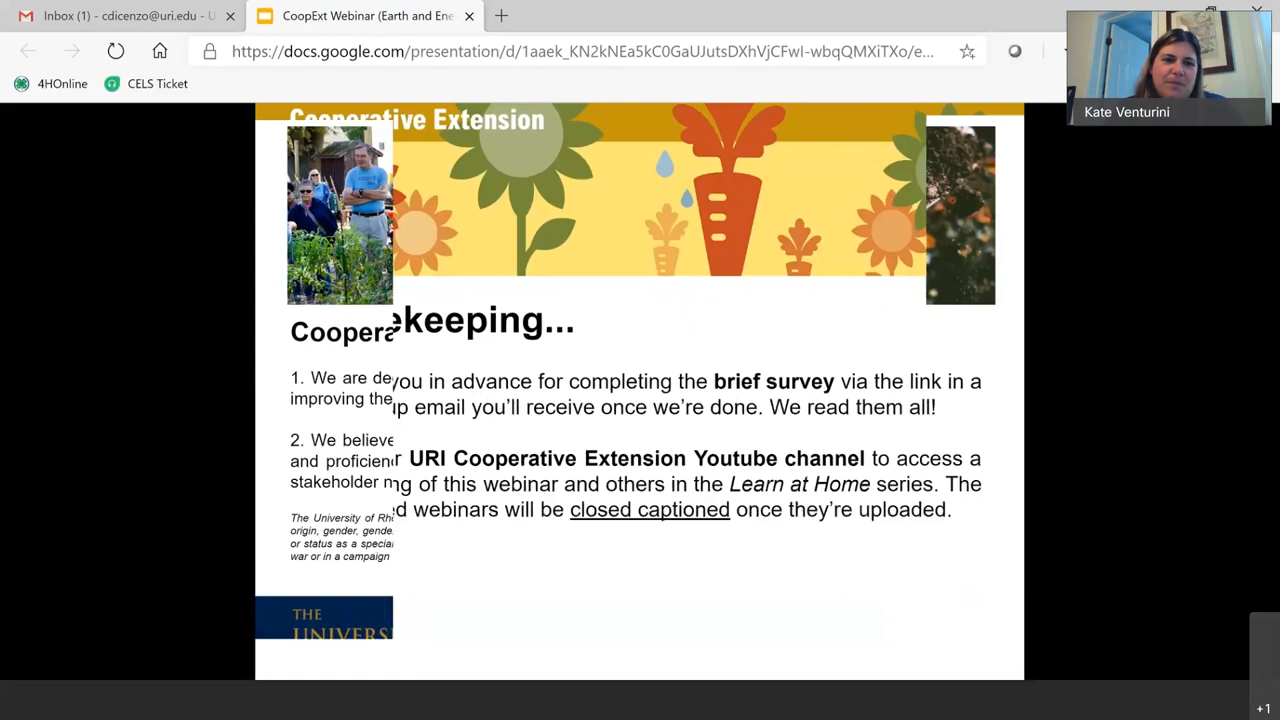 Inbox (1) - cdicenzo@uri.edu - U
CoopExt Webinar (Earth and Ene
https://docs.google.com/presentation/d/1aaek_KN2kNEa5kC0GaUJutsDXhVjCFwI-wbqQMXiTXo/e...
4HOnline
CELS Ticket
Kate Venturini
Cooperative Extension
Coopera
ekeeping...
1. We are de
improving the
you in advance for completing the brief survey via the link in a
up email you'll receive once we're done. We read them all!
2. We believe
and proficien
stakeholder n
r URI Cooperative Extension Youtube channel to access a
ng of this webinar and others in the Learn at Home series. The
d webinars will be closed captioned once they're uploaded.
The University of Rh
origin, gender, gende
or status as a special
war or in a campaign
THE
UNIVERS
+1